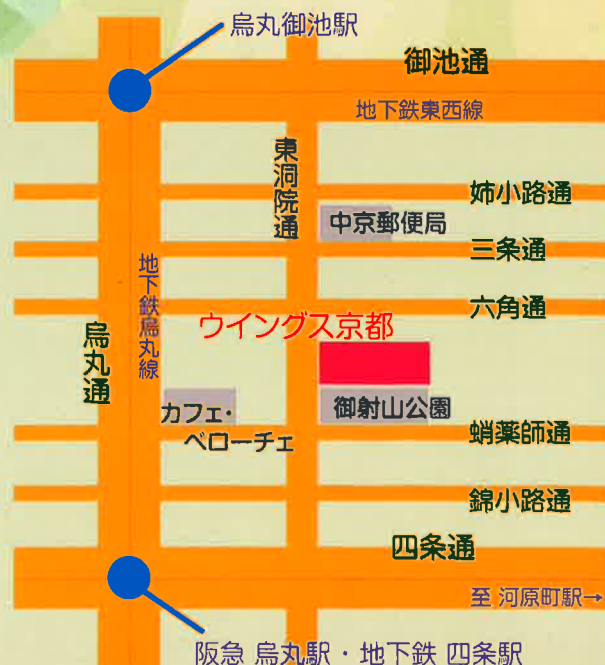 烏丸御池駅
御池通
地下鉄東西線
東洞院通
姉小路通
中京郵便局
三条通
地下鉄烏丸線
六角通
ウイングス京都
烏丸通
御射山公園
カフェ・
ベローチェ
蛸薬師通
錦小路通
四条通
至 河原町駅→
阪急 烏丸駅・地下鉄 四条駅